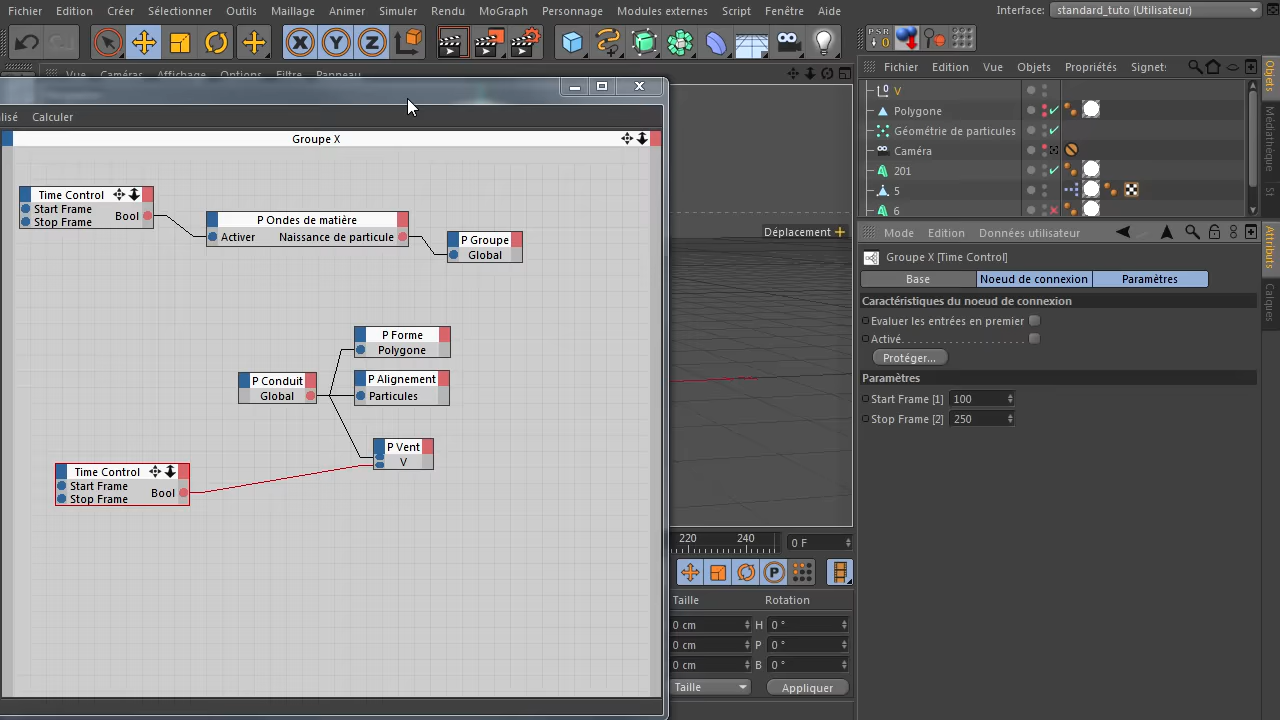 Fichier Edition Créer Sélectionner Outils Maillage Animer Simuler Rendu MoGraph Personnage Modules externes Script Fenêtre Aide
Interface: standard_tuto (Utilisateur)
X Y Z
PSR
0
Vue Caméras Affichage Options Filtre Panneau
Fichier Edition Vue Objets Propriétés Signets
V
Polygone
Géométrie de particules
Caméra
201
5
6
Objets
Médiathèque
St
Attributs
Calques
alisé Calculer
Groupe X
Time Control
Start Frame
Stop Frame
Bool
P Ondes de matière
Activer Naissance de particule
P Groupe
Global
P Forme
Polygone
P Conduit
Global
P Alignement
Particules
P Vent
V
Time Control
Start Frame
Stop Frame
Bool
Déplacement
220 240
0 F
P
Taille Rotation
0 cm H 0 °
0 cm P 0 °
0 cm B 0 °
Taille Appliquer
Mode Edition Données utilisateur
Groupe X [Time Control]
Base Noeud de connexion Paramètres
Caractéristiques du noeud de connexion
Evaluer les entrées en premier
Activé
Protéger...
Paramètres
Start Frame [1] 100
Stop Frame [2] 250